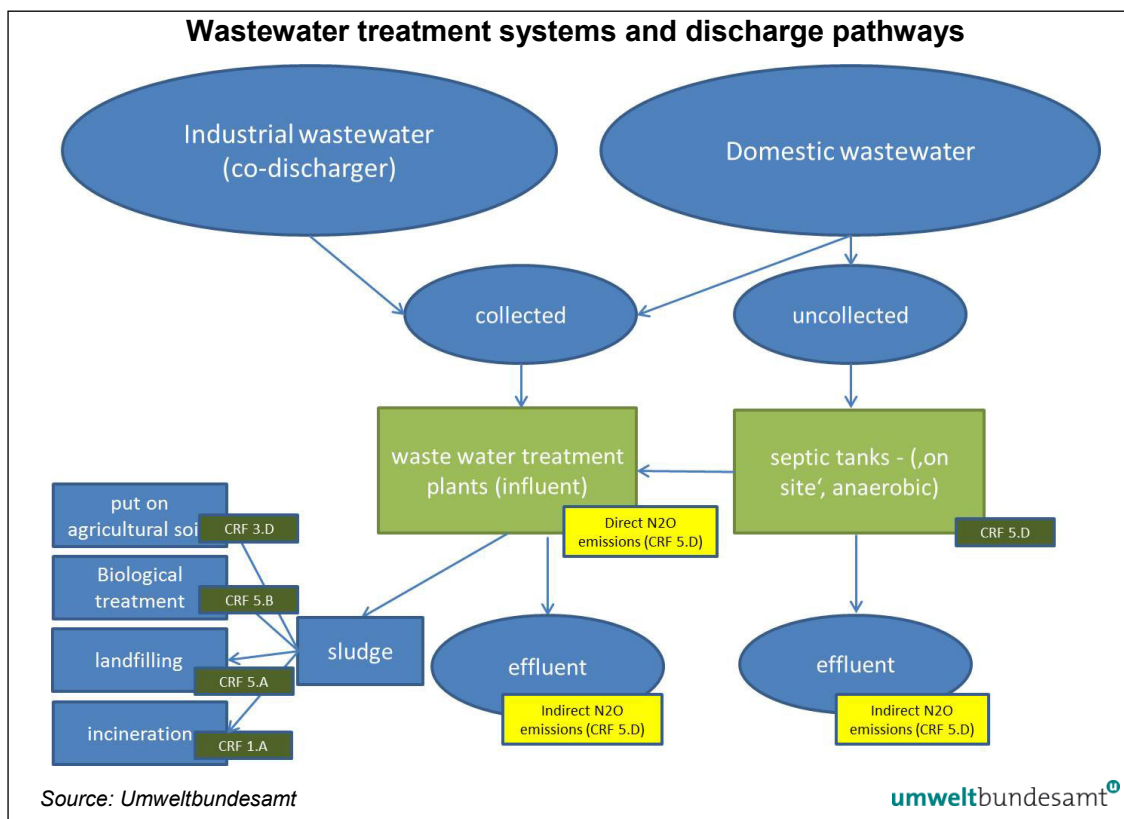 Wastewater treatment systems and discharge pathways
Industrial wastewater
(co-discharger)
Domestic wastewater
collected
uncollected
waste water treatment
plants (influent)
septic tanks - (‚on
site‘, anaerobic)
Direct N2O
emissions (CRF 5.D)
CRF 5.D
put on
agricultural soi
CRF 3.D
Biological
treatment
CRF 5.B
landfilling
CRF 5.A
incineration
CRF 1.A
sludge
effluent
Indirect N2O
emissions (CRF 5.D)
effluent
Indirect N2O
emissions (CRF 5.D)
Source: Umweltbundesamt
umweltbundesamt